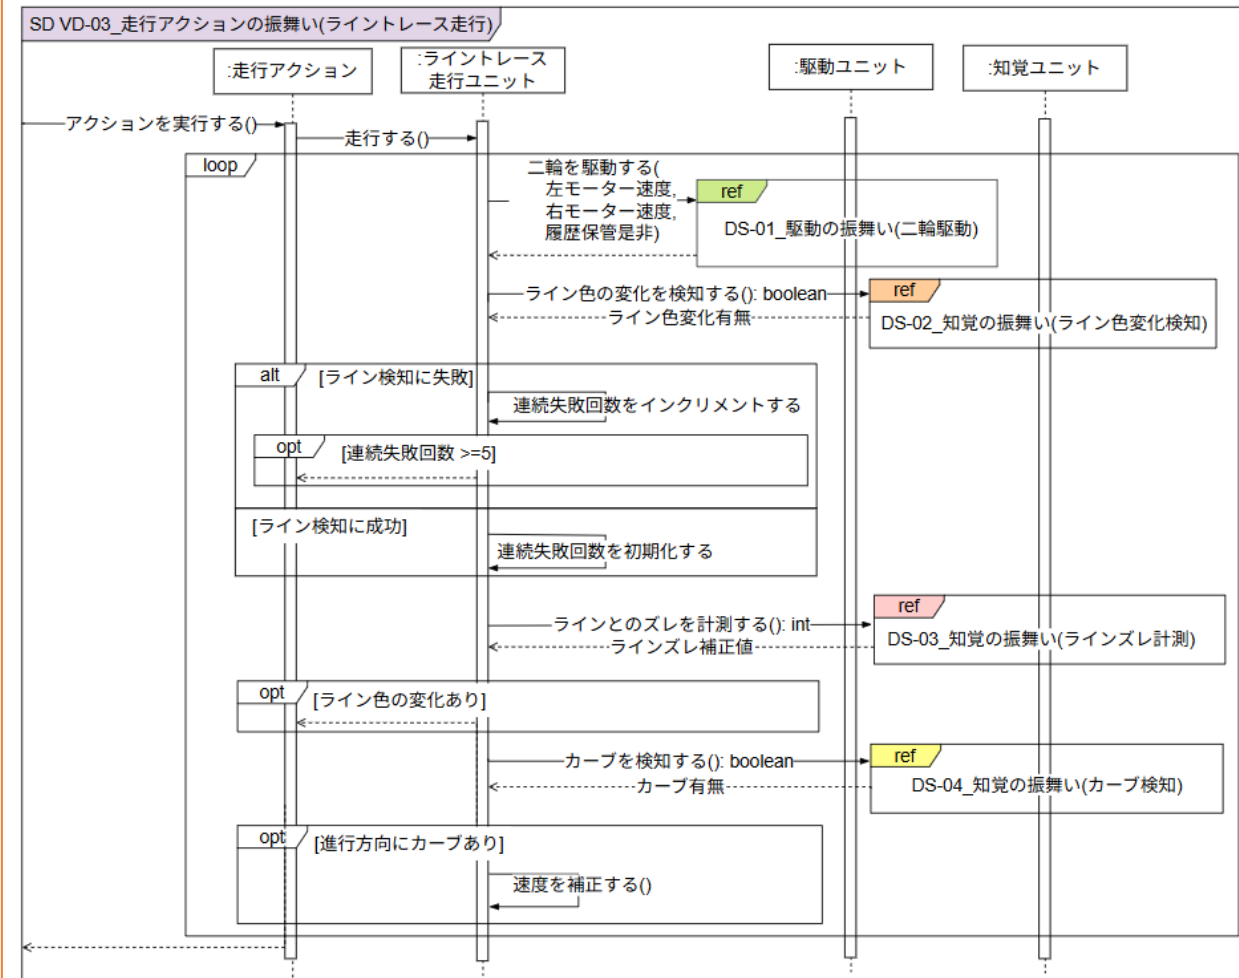 SD VD-03_走行アクションの振舞い(ライントレース走行)
:走行アクション
:ライントレース
走行ユニット
:駆動ユニット
:知覚ユニット
アクションを実行する()
走行する()
loop
二輪を駆動する(
左モーター速度,
右モーター速度,
履歴保管是非)
ref
DS-01_駆動の振舞い(二輪駆動)
ライン色の変化を検知する(): boolean
ref
ライン色変化有無
DS-02_知覚の振舞い(ライン色変化検知)
alt
[ライン検知に失敗]
連続失敗回数をインクリメントする
opt
[連続失敗回数 >=5]
[ライン検知に成功]
連続失敗回数を初期化する
ref
ラインとのズレを計測する(): int
ラインズレ補正値
DS-03_知覚の振舞い(ラインズレ計測)
opt
[ライン色の変化あり]
カーブを検知する(): boolean
ref
カーブ有無
DS-04_知覚の振舞い(カーブ検知)
opt
[進行方向にカーブあり]
速度を補正する()